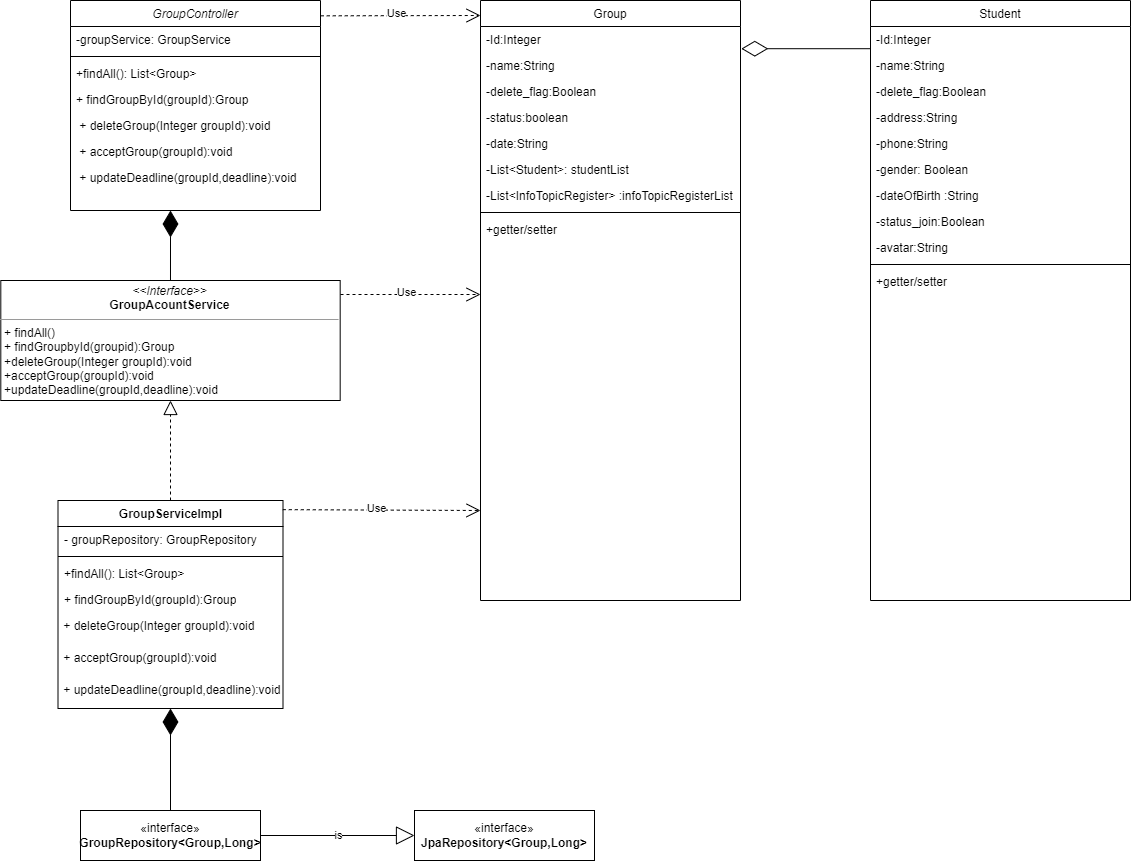 GroupController
-groupService: GroupService
+findAll(): List<Group>
+ findGroupById(groupId):Group
+ deleteGroup(Integer groupId):void
+ acceptGroup(groupId):void
+ updateDeadline(groupId,deadline):void
Use
Group
-Id:Integer
-name:String
-delete_flag:Boolean
-status:boolean
-date:String
-List<Student>: studentList
-List<InfoTopicRegister> :infoTopicRegisterList
+getter/setter
Student
-Id:Integer
-name:String
-delete_flag:Boolean
-address:String
-phone:String
-gender: Boolean
-dateOfBirth :String
-status_join:Boolean
-avatar:String
+getter/setter
<<Interface>>
GroupAcountService
+ findAll()
+ findGroupbyId(groupid):Group
+deleteGroup(Integer groupId):void
+acceptGroup(groupId):void
+updateDeadline(groupId,deadline):void
Use
GroupServiceImpl
- groupRepository: GroupRepository
+findAll(): List<Group>
+ findGroupById(groupId):Group
+ deleteGroup(Integer groupId):void
+ acceptGroup(groupId):void
+ updateDeadline(groupId,deadline):void
Use
«interface»
GroupRepository<Group,Long>
is
«interface»
JpaRepository<Group,Long>